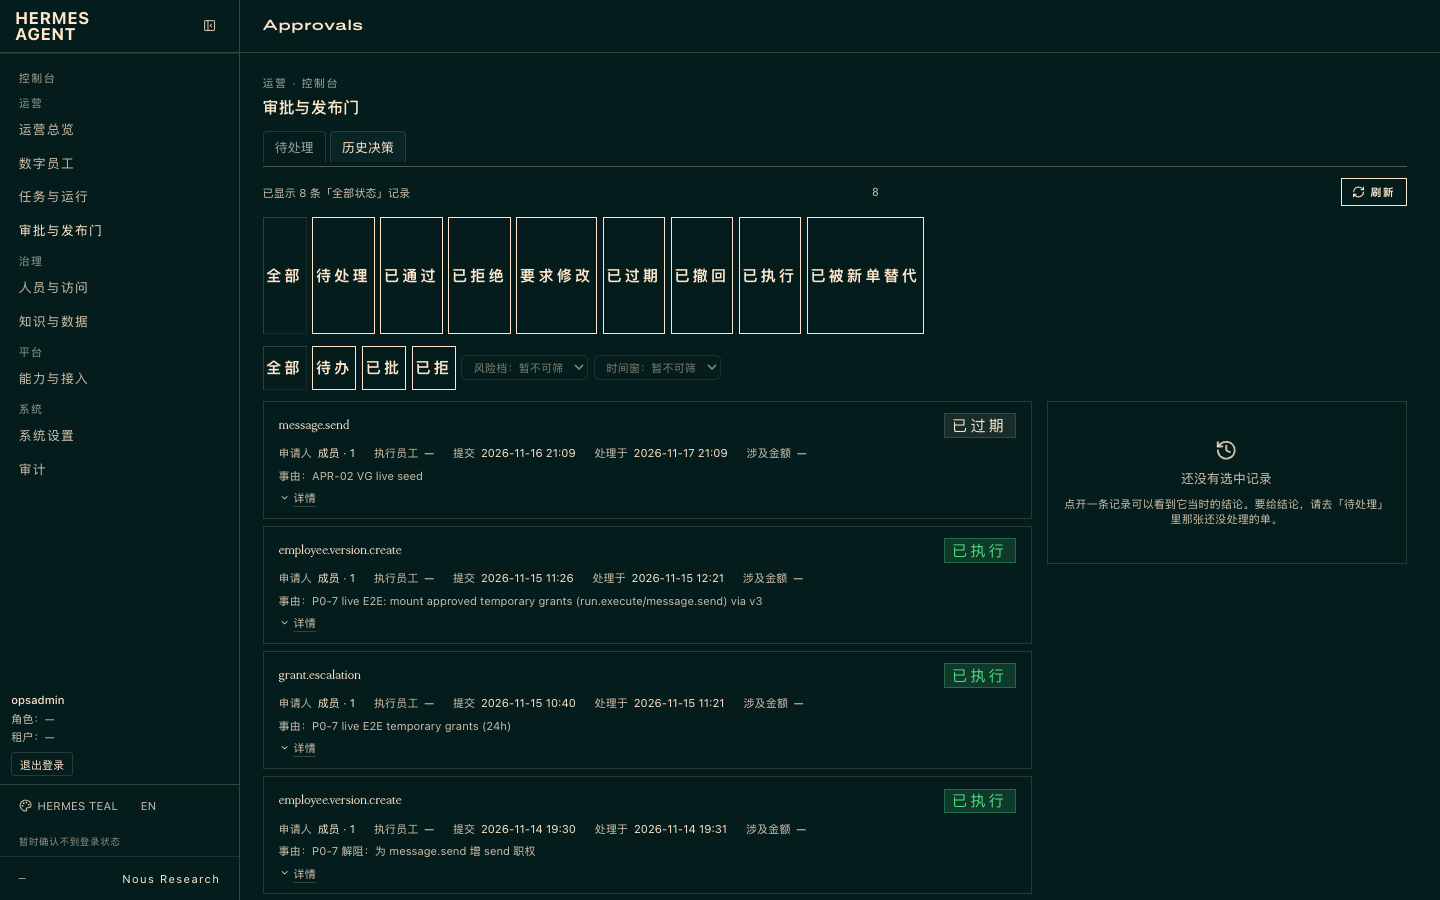 HERMES
AGENT
控制台
运营
运营总览
数字员工
任务与运行
审批与发布门
治理
人员与访问
知识与数据
平台
能力与接入
系统
系统设置
审计
opsadmin
角色：—
租户：—
退出登录
HERMES TEAL EN
暂时确认不到登录状态
— Nous Research
Approvals
运营 · 控制台
审批与发布门
待处理 历史决策
已显示 8 条「全部状态」记录 8 刷新
全部 待处理 已通过 已拒绝 要求修改 已过期 已撤回 已执行 已被新单替代
全部 待办 已批 已拒 风险档：暂不可筛 时间窗：暂不可筛
message.send 已过期
申请人 成员 · 1 执行员工 — 提交 2026-11-16 21:09 处理于 2026-11-17 21:09 涉及金额 —
事由：APR-02 VG live seed
详情
employee.version.create 已执行
申请人 成员 · 1 执行员工 — 提交 2026-11-15 11:26 处理于 2026-11-15 12:21 涉及金额 —
事由：P0-7 live E2E: mount approved temporary grants (run.execute/message.send) via v3
详情
grant.escalation 已执行
申请人 成员 · 1 执行员工 — 提交 2026-11-15 10:40 处理于 2026-11-15 11:21 涉及金额 —
事由：P0-7 live E2E temporary grants (24h)
详情
employee.version.create 已执行
申请人 成员 · 1 执行员工 — 提交 2026-11-14 19:30 处理于 2026-11-14 19:31 涉及金额 —
事由：P0-7 解阻：为 message.send 增 send 职权
详情
还没有选中记录
点开一条记录可以看到它当时的结论。要给结论，请去「待处理」
里那张还没处理的单。